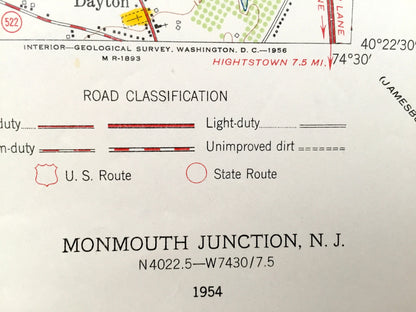 Dayton
522
INTERIOR—GEOLOGICAL SURVEY, WASHINGTON, D. C.—1956
M R-1893
HIGHTSTOWN 7.5 MI.
LANE
40°22'30"
74°30'
(JAMESBU
ROAD CLASSIFICATION
-duty
Light-duty
m-duty
Unimproved dirt
U. S. Route
State Route
MONMOUTH JUNCTION, N. J.
N4022.5—W7430/7.5
1954